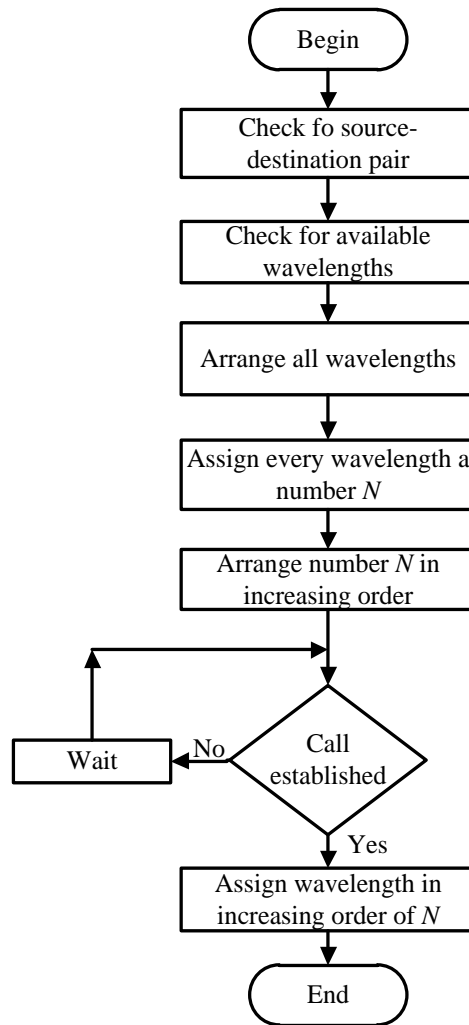 Begin
Check fo source-
destination pair
Check for available
wavelengths
Arrange all wavelengths
Assign every wavelength a
number N
Arrange number N in
increasing order
Call
established
No
Wait
Yes
Assign wavelength in
increasing order of N
End